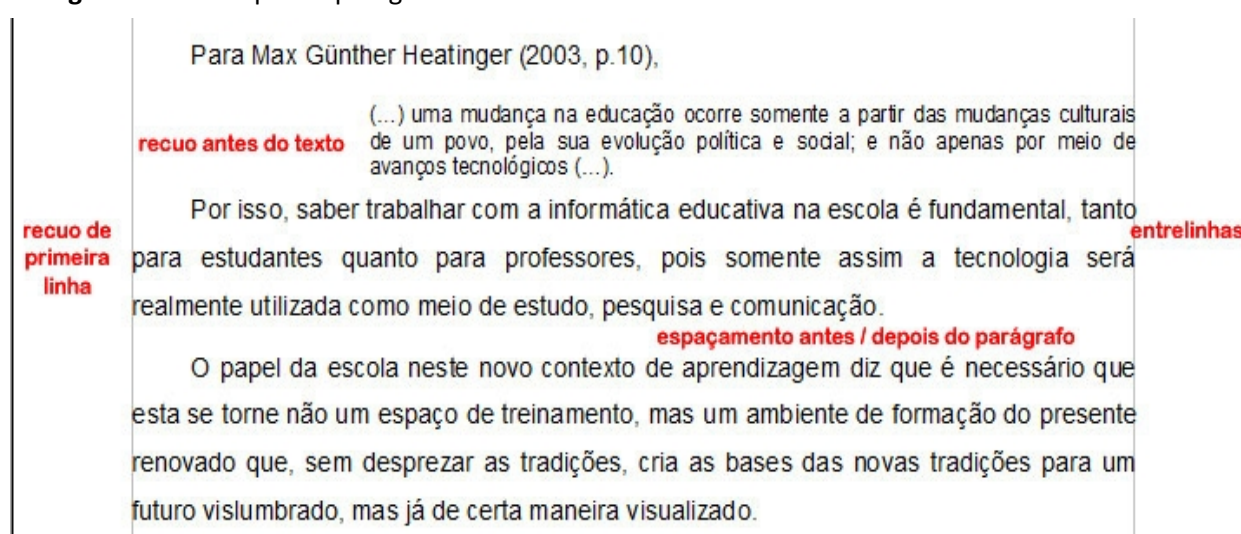 Para Max Günther Heatinger (2003, p.10),
(...) uma mudança na educação ocorre somente a partir das mudanças culturais
recuo antes do texto de um povo, pela sua evolução política e social; e não apenas por meio de
avanços tecnológicos (...).
Por isso, saber trabalhar com a informática educativa na escola é fundamental, tanto
recuo de
primeira
linha
entrelinhas
para estudantes quanto para professores, pois somente assim a tecnologia será
realmente utilizada como meio de estudo, pesquisa e comunicação.
espaçamento antes / depois do parágrafo
O papel da escola neste novo contexto de aprendizagem diz que é necessário que
esta se torne não um espaço de treinamento, mas um ambiente de formação do presente
renovado que, sem desprezar as tradições, cria as bases das novas tradições para um
futuro vislumbrado, mas já de certa maneira visualizado.